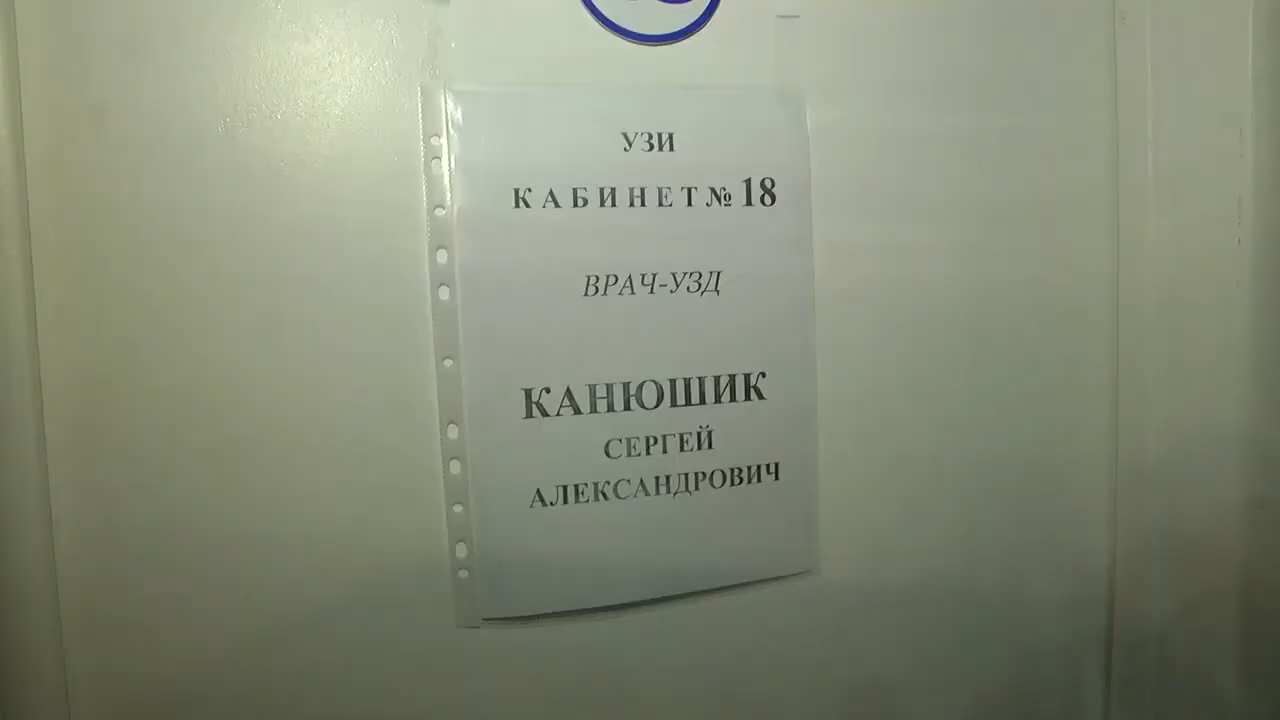 УЗИ
КАБИНЕТ № 18
ВРАЧ-УЗД
КАНЮШИК
СЕРГЕЙ
АЛЕКСАНДРОВИЧ